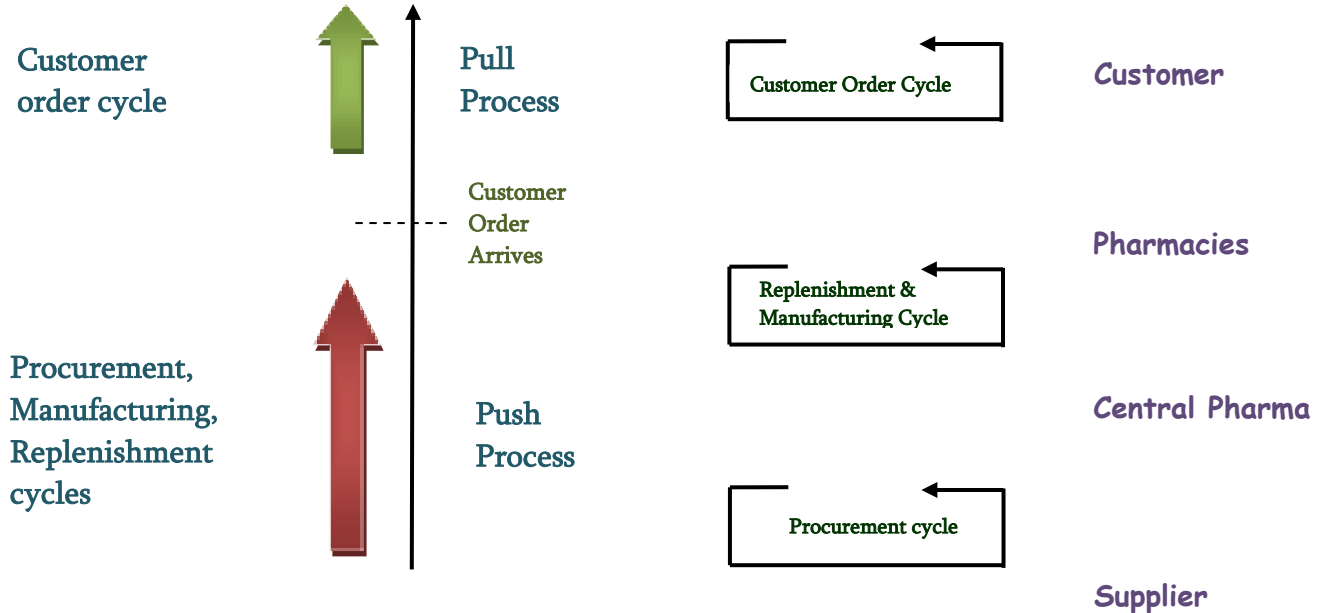 Customer
order cycle
Pull
Process
Customer
Order
Arrives
Procurement,
Manufacturing,
Replenishment
cycles
Push
Process
Customer Order Cycle
Replenishment &
Manufacturing Cycle
Procurement cycle
Customer
Pharmacies
Central Pharma
Supplier